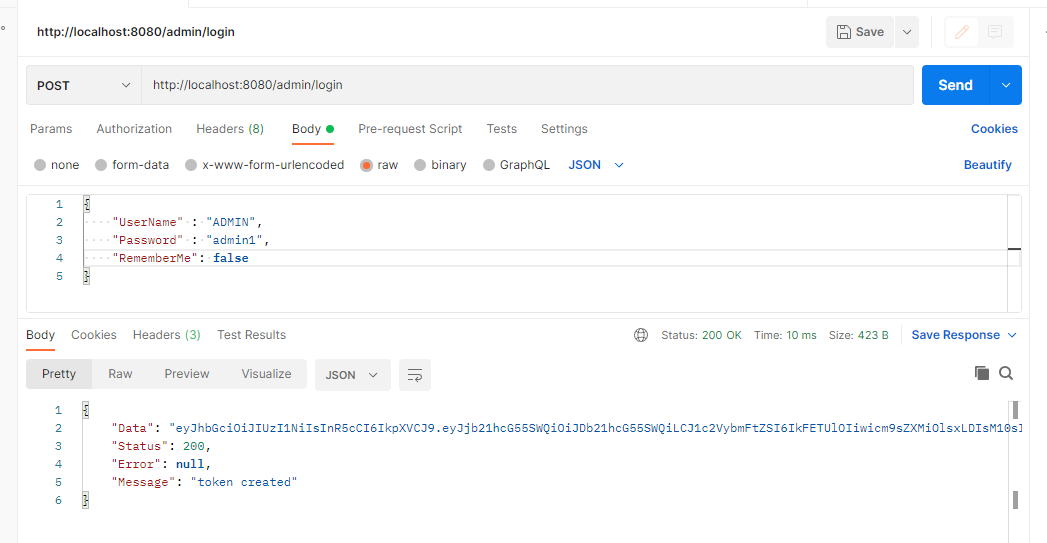 http://localhost:8080/admin/login
Save
POST
http://localhost:8080/admin/login
Send
Params Authorization Headers (8) Body Pre-request Script Tests Settings Cookies
none form-data x-www-form-urlencoded raw binary GraphQL JSON Beautify
1 {
2 "UserName" : "ADMIN",
3 "Password" : "admin1",
4 "RememberMe": false
5 }
Body Cookies Headers (3) Test Results Status: 200 OK Time: 10 ms Size: 423 B Save Response
Pretty Raw Preview Visualize JSON
1 {
2 "Data": "eyJhbGciOiJIUzI1NiIsInR5cCI6IkpXVCJ9.eyJjb21hcG55SWQiOiJDb21hcG55SWQiLCJ1c2VybmFtZSI6IkFETUlOIiwicm9sZXMiOlsxLDIsM10sI
3 "Status": 200,
4 "Error": null,
5 "Message": "token created"
6 }